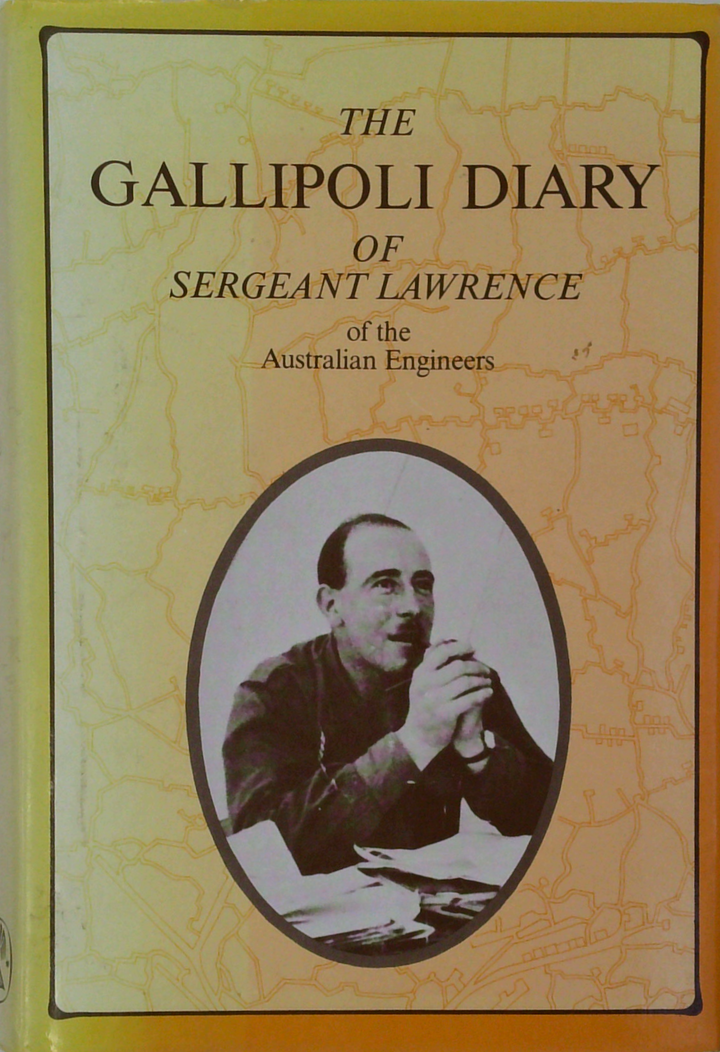 THE
GALLIPOLI DIARY
OF
SERGEANT LAWRENCE
of the
Australian Engineers